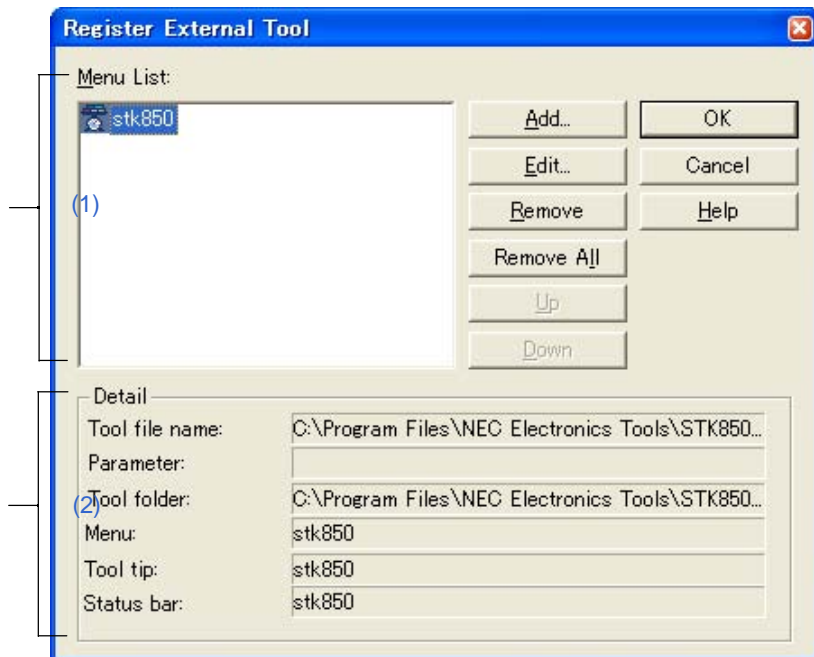 Register External Tool
Menu List:
stk850
Add...
OK
Edit...
Cancel
(1)
Remove
Help
Remove All
Up
Down
Detail
Tool file name: C:\Program Files\NEC Electronics Tools\STK850...
Parameter:
(2)
Tool folder: C:\Program Files\NEC Electronics Tools\STK850...
Menu: stk850
Tool tip: stk850
Status bar: stk850